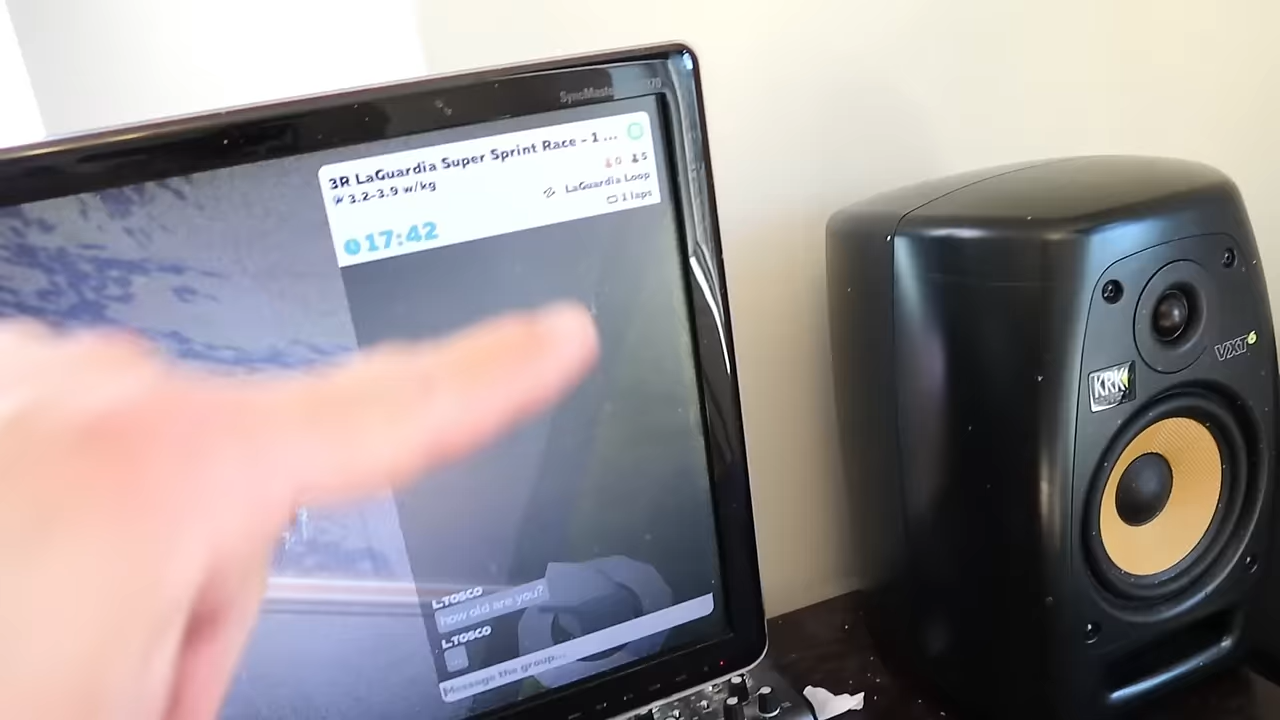 SyncMaster
3R LaGuardia Super Sprint Race - 1 ...
3.2-3.9 w/kg
0 5
LaGuardia Loop
1 laps
17:42
L.TOSCO
how old are you?
L.TOSCO
...
Message the group...
VXT6
KRK